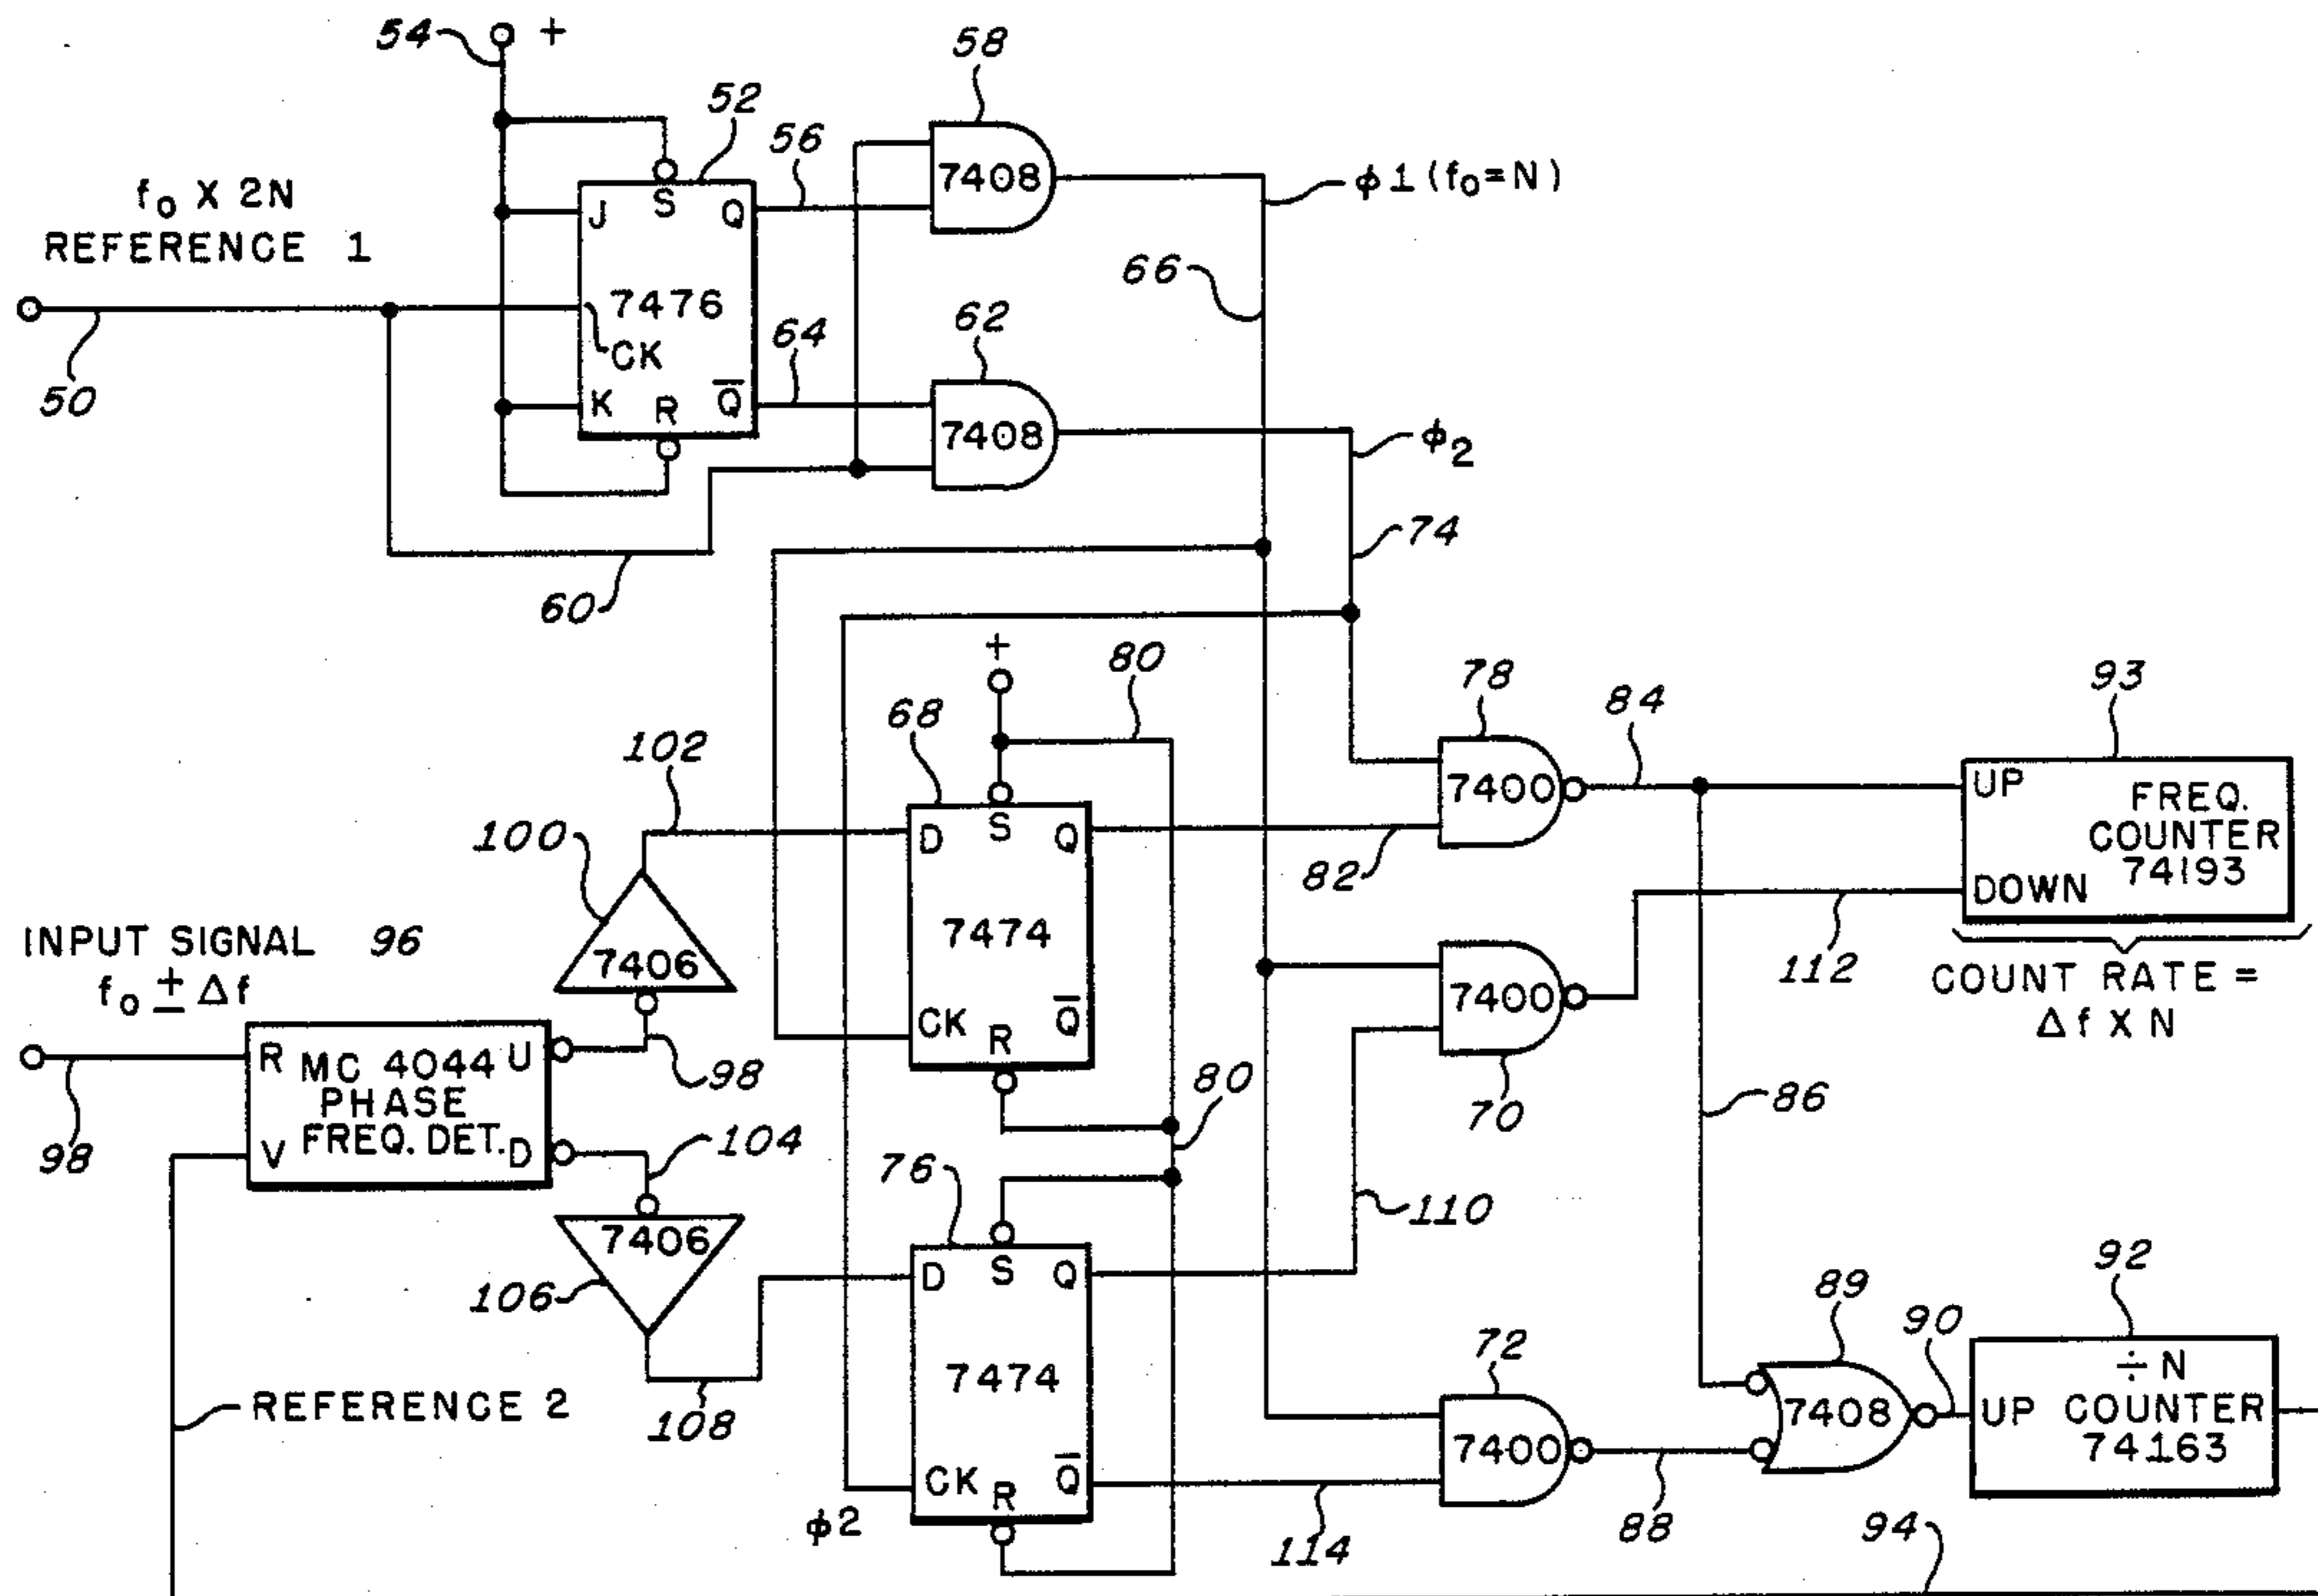 54
+
58
52
56
7408
φ1 (f₀=N)
f₀ X 2N
REFERENCE 1
J
S
Q
66
7476
CK
64
62
50
K
R
Q̅
7408
φ₂
74
60
+
80
78
84
93
68
102
7400
UP
FREQ.
COUNTER
74193
DOWN
100
D
S
Q
82
7406
7474
112
COUNT RATE =
Δf X N
INPUT SIGNAL 96
f₀ ± Δf
7400
CK
R
Q̅
98
R
MC 4044
PHASE
FREQ. DET.
U
V
D
98
104
80
70
86
76
7406
110
106
D
S
Q
92
89
72
90
÷N
COUNTER
74163
UP
REFERENCE 2
108
7474
7408
7400
CK
R
Q̅
φ2
114
88
94